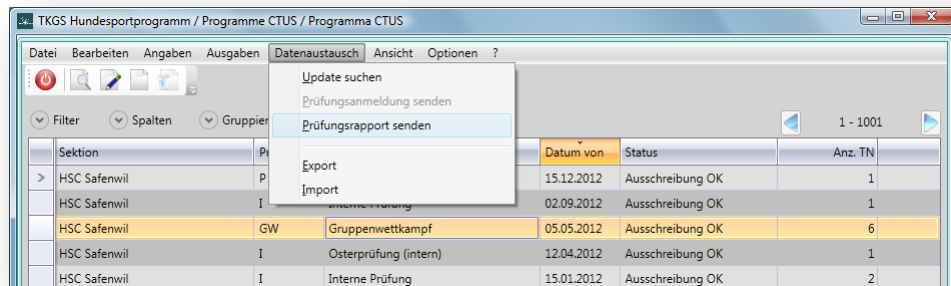 TKGS Hundesportprogramm / Programme CTUS / Programma CTUS
Datei Bearbeiten Angaben Ausgaben Datenaustausch Ansicht Optionen ?
Update suchen
Prüfungsanmeldung senden
Prüfungsrapport senden
Export
Import
Filter Spalten Gruppier 1 - 1001
Sektion Pr Datum von Status Anz. TN
> HSC Safenwil P 15.12.2012 Ausschreibung OK 1
HSC Safenwil I Interne Prüfung 02.09.2012 Ausschreibung OK 1
HSC Safenwil GW Gruppenwettkampf 05.05.2012 Ausschreibung OK 6
HSC Safenwil I Osterprüfung (intern) 12.04.2012 Ausschreibung OK 1
HSC Safenwil I Interne Prüfung 15.01.2012 Ausschreibung OK 2